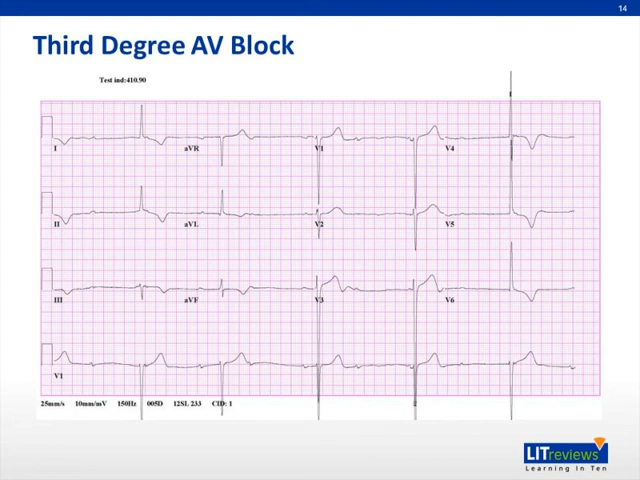 14
Third Degree AV Block
Test ind:410.90
I aVR V1 V4
II aVL V2 V5
III aVF V3 V6
V1
25mm/s 10mm/mV 150Hz 005D 12SL 233 CID: 1
LITreviews
Learning In Ten